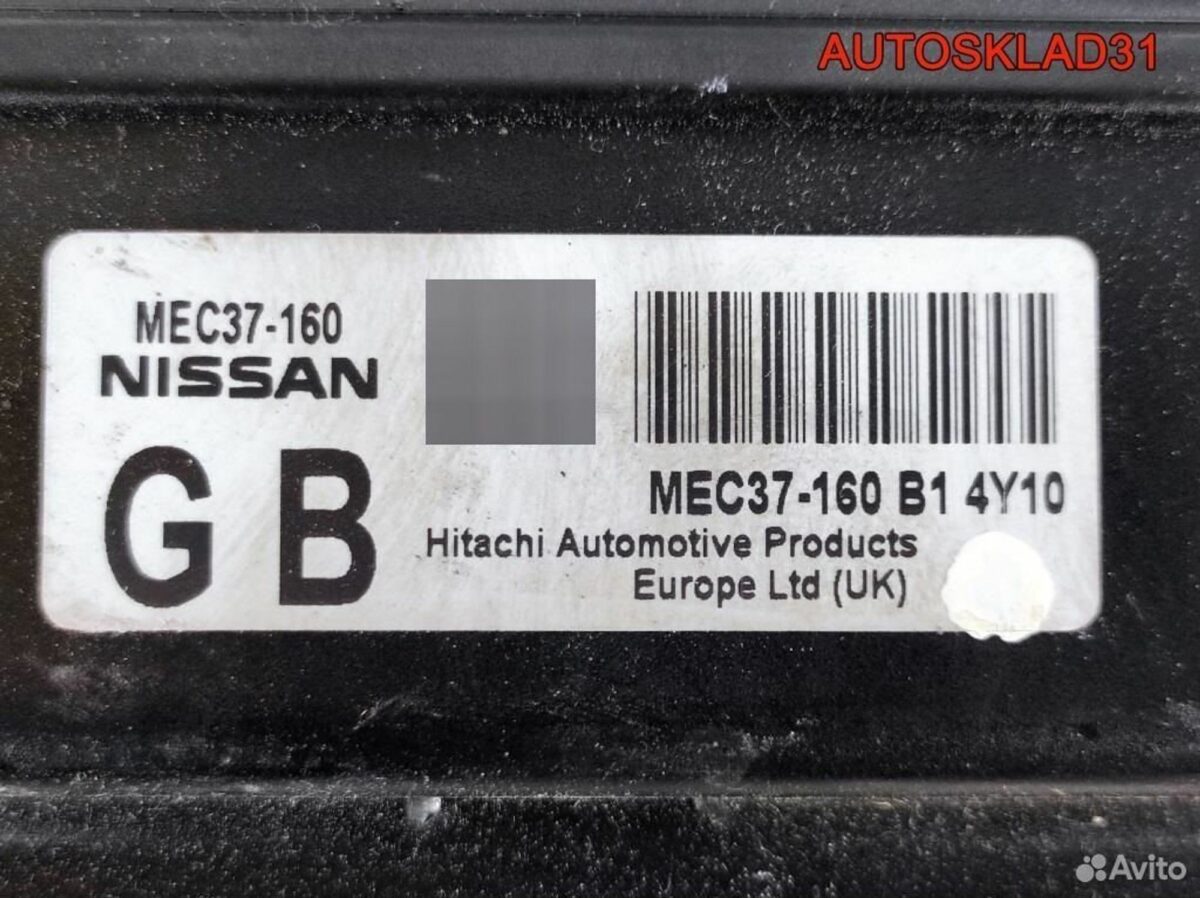 AUTOSKLAD31
MEC37-160
NISSAN
G B
MEC37-160 B1 4Y10
Hitachi Automotive Products
Europe Ltd (UK)
Avito